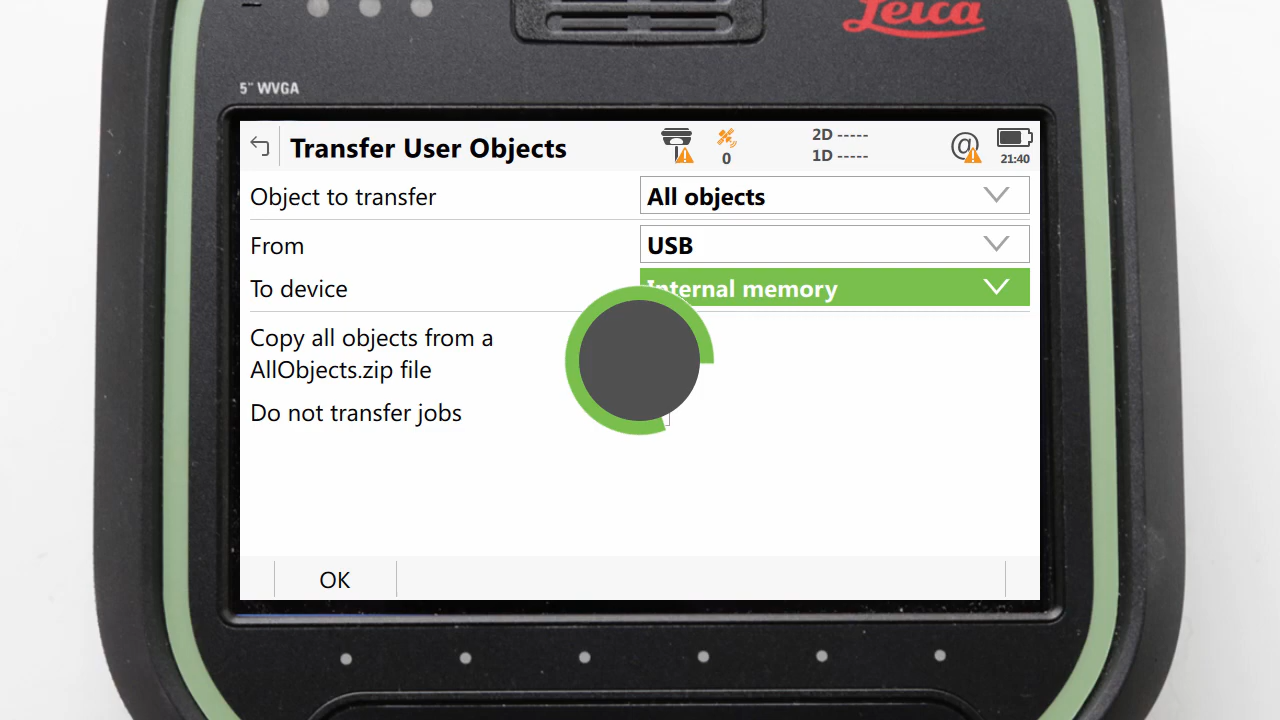 Leica
5" WVGA
Transfer User Objects
0
2D -----
1D -----
@
21:40
Object to transfer
All objects
From
USB
To device
Internal memory
Copy all objects from a
AllObjects.zip file
Do not transfer jobs
OK